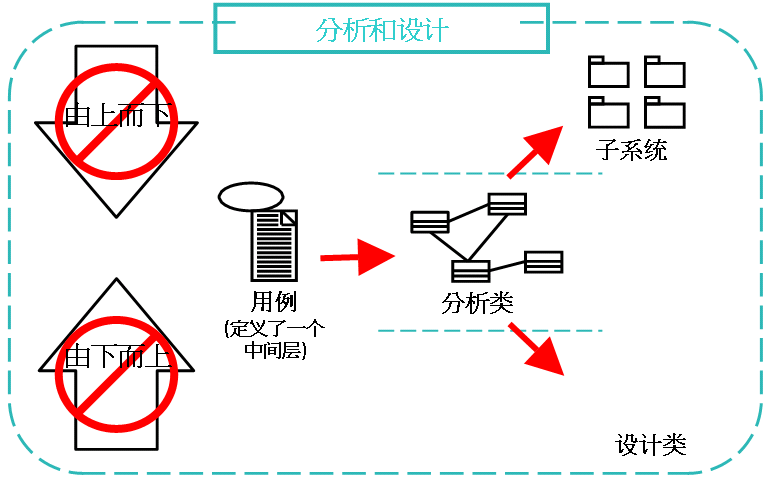 分析和设计
由上而下
子系统
用例
(定义了一个
中间层)
分析类
由下而上
设计类